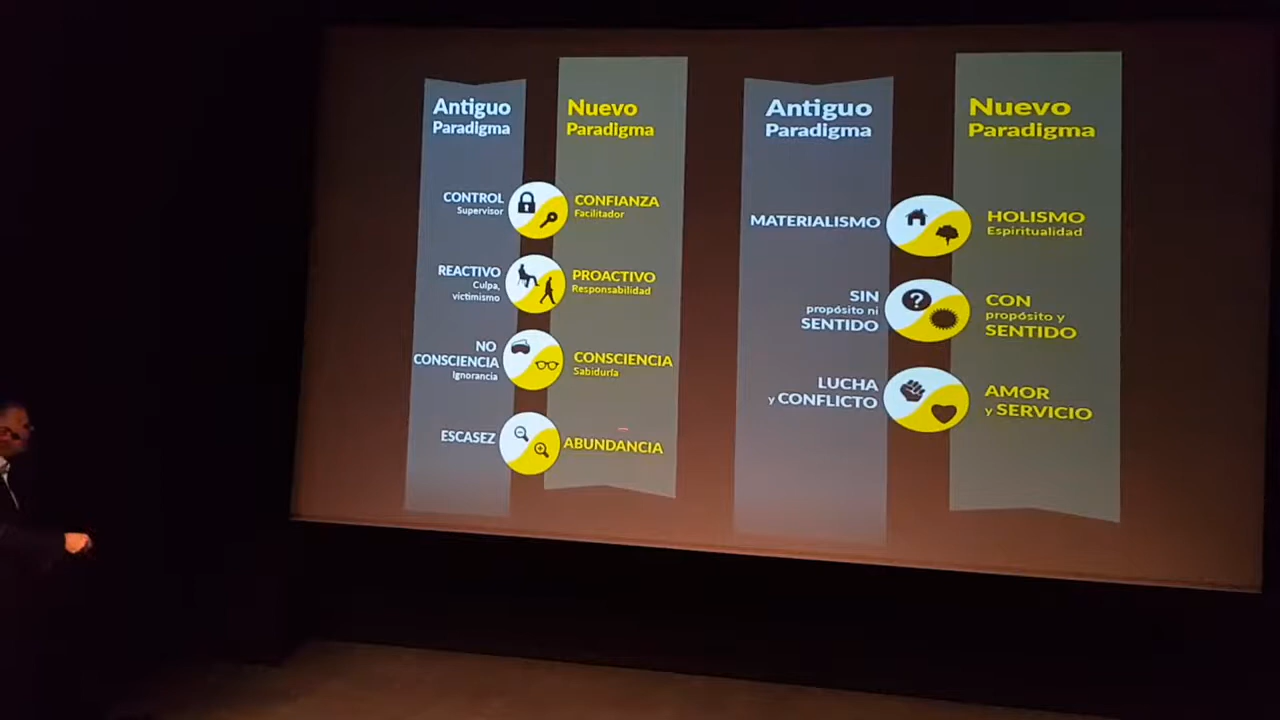 Antiguo
Paradigma
Nuevo
Paradigma
CONTROL
Supervisor
CONFIANZA
Facilitador
REACTIVO
Culpa,
victimismo
PROACTIVO
Responsabilidad
NO
CONSCIENCIA
Ignorancia
CONSCIENCIA
Sabiduría
ESCASEZ
ABUNDANCIA
Antiguo
Paradigma
Nuevo
Paradigma
MATERIALISMO
HOLISMO
Espiritualidad
SIN
propósito ni
SENTIDO
CON
propósito y
SENTIDO
LUCHA
y CONFLICTO
AMOR
y SERVICIO